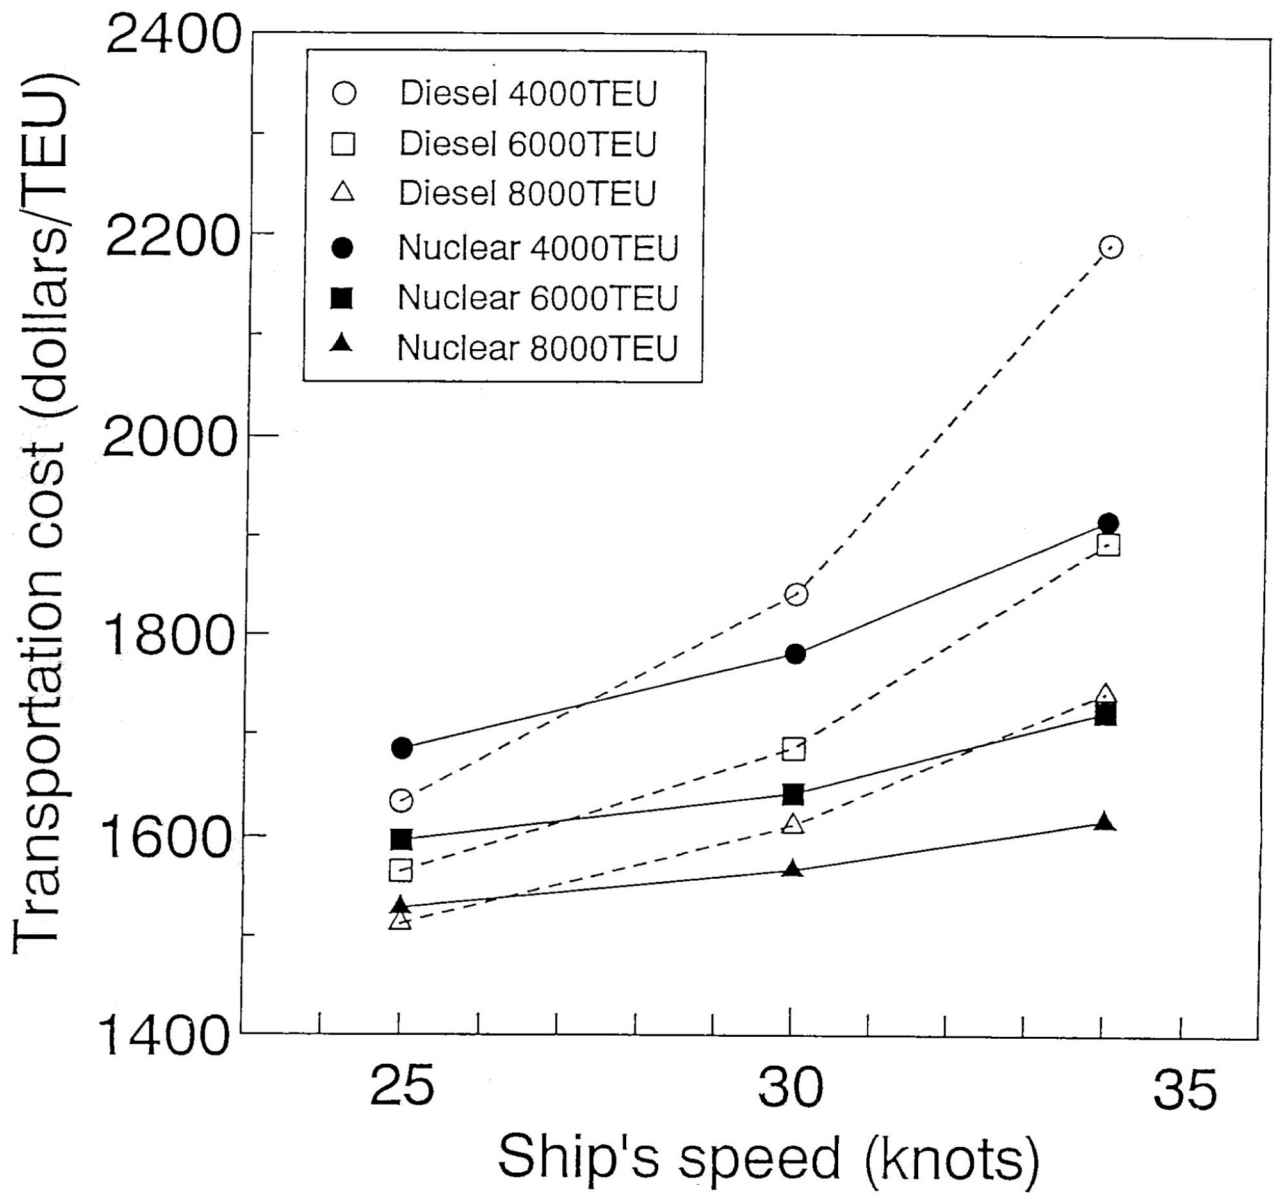 Transportation cost (dollars/TEU)
2400
2200
2000
1800
1600
1400
Diesel 4000TEU
Diesel 6000TEU
Diesel 8000TEU
Nuclear 4000TEU
Nuclear 6000TEU
Nuclear 8000TEU
25 30 35
Ship's speed (knots)